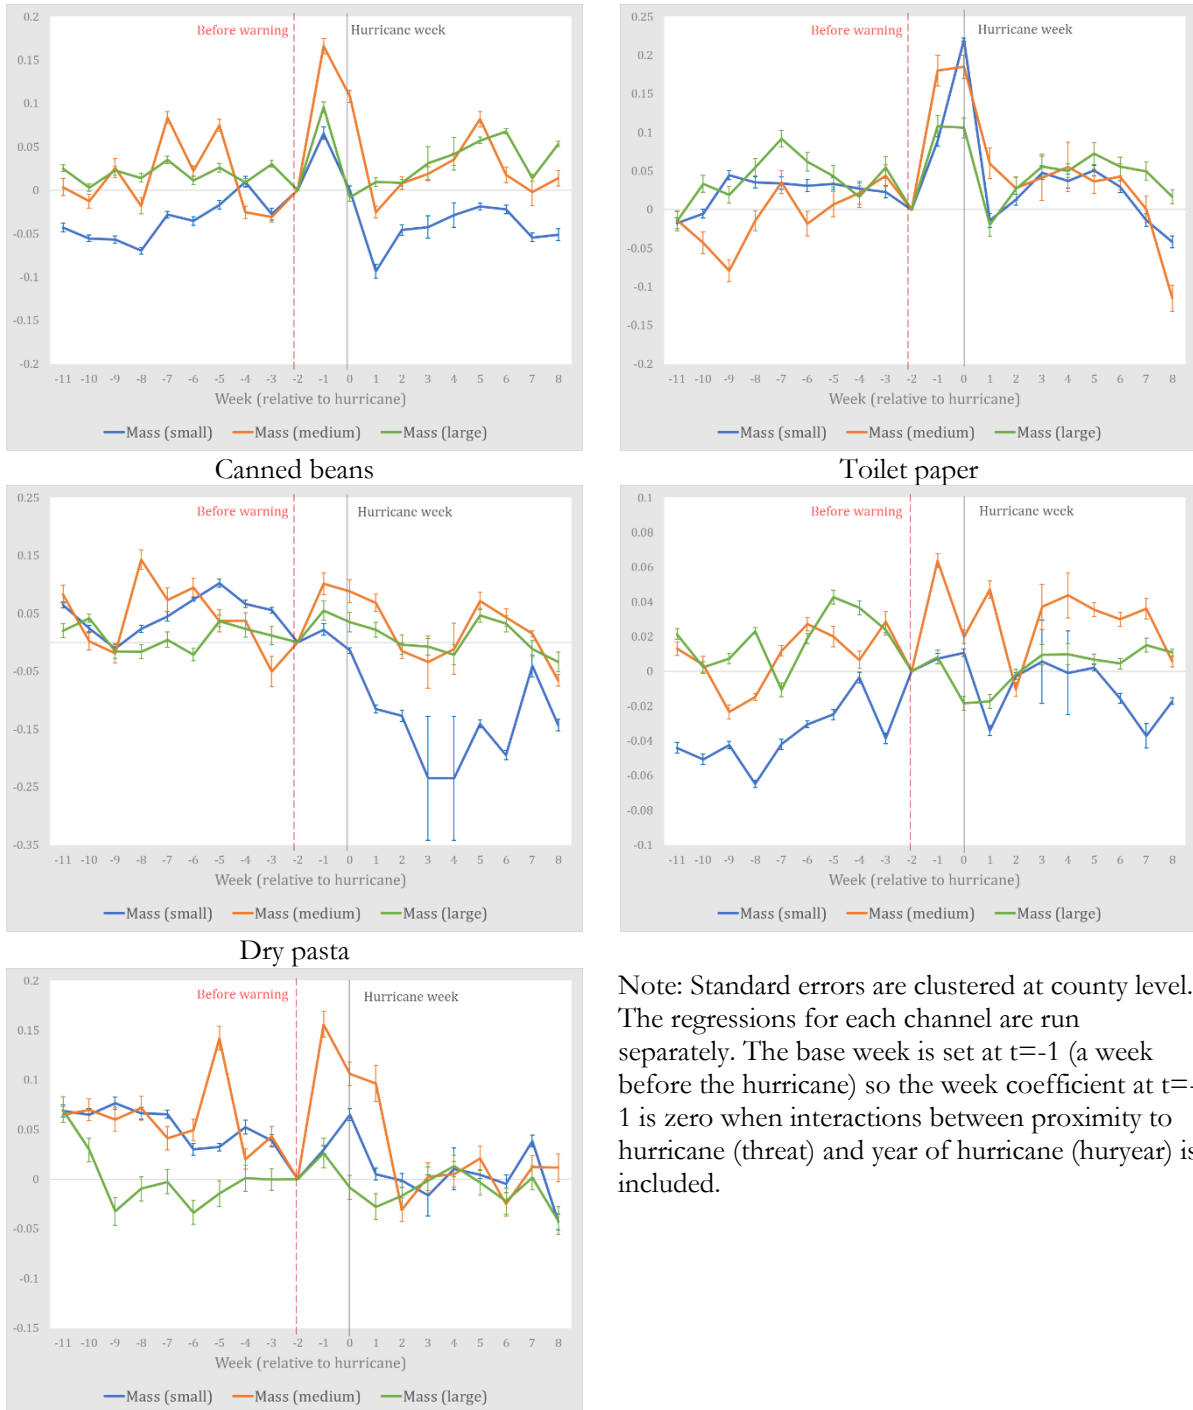 0.2
0.15
0.1
0.05
0
-0.05
-0.1
-0.15
-0.2
Before warning
Hurricane week
-11 -10 -9 -8 -7 -6 -5 -4 -3 -2 -1 0 1 2 3 4 5 6 7 8
Week (relative to hurricane)
Mass (small) Mass (medium) Mass (large)
0.25
0.2
0.15
0.1
0.05
0
-0.05
-0.1
-0.15
-0.2
Before warning
Hurricane week
-11 -10 -9 -8 -7 -6 -5 -4 -3 -2 -1 0 1 2 3 4 5 6 7 8
Week (relative to hurricane)
Mass (small) Mass (medium) Mass (large)
Canned beans
Toilet paper
0.25
0.15
0.05
-0.05
-0.15
-0.25
-0.35
Before warning
Hurricane week
-11 -10 -9 -8 -7 -6 -5 -4 -3 -2 -1 0 1 2 3 4 5 6 7 8
Week (relative to hurricane)
Mass (small) Mass (medium) Mass (large)
0.1
0.08
0.06
0.04
0.02
0
-0.02
-0.04
-0.06
-0.08
-0.1
Before warning
Hurricane week
-11 -10 -9 -8 -7 -6 -5 -4 -3 -2 -1 0 1 2 3 4 5 6 7 8
Week (relative to hurricane)
Mass (small) Mass (medium) Mass (large)
Dry pasta
0.2
0.15
0.1
0.05
0
-0.05
-0.1
-0.15
Before warning
Hurricane week
-11 -10 -9 -8 -7 -6 -5 -4 -3 -2 -1 0 1 2 3 4 5 6 7 8
Week (relative to hurricane)
Mass (small) Mass (medium) Mass (large)
Note: Standard errors are clustered at county level.
The regressions for each channel are run
separately. The base week is set at t=-1 (a week
before the hurricane) so the week coefficient at t=-
1 is zero when interactions between proximity to
hurricane (threat) and year of hurricane (huryear) is
included.